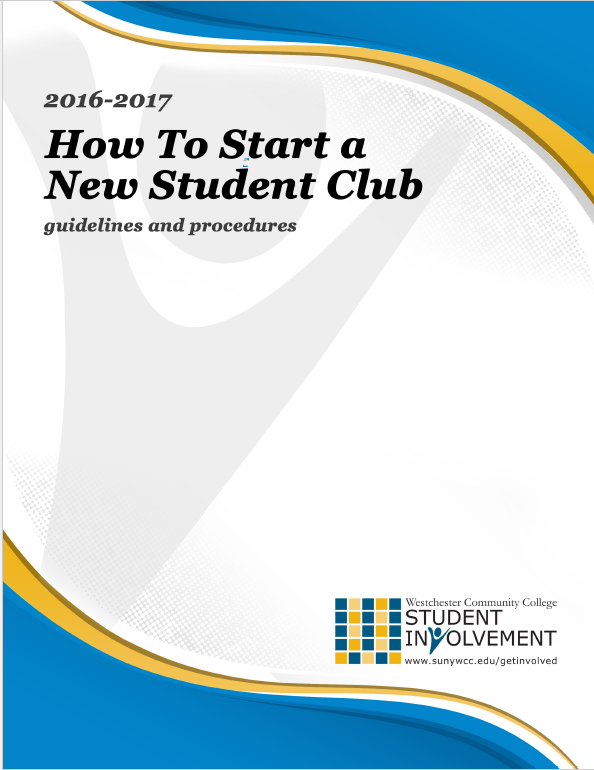 2016-2017
How To Start a
New Student Club
guidelines and procedures
Westchester Community College
STUDENT
INVOLVEMENT
www.sunywcc.edu/getinvolved